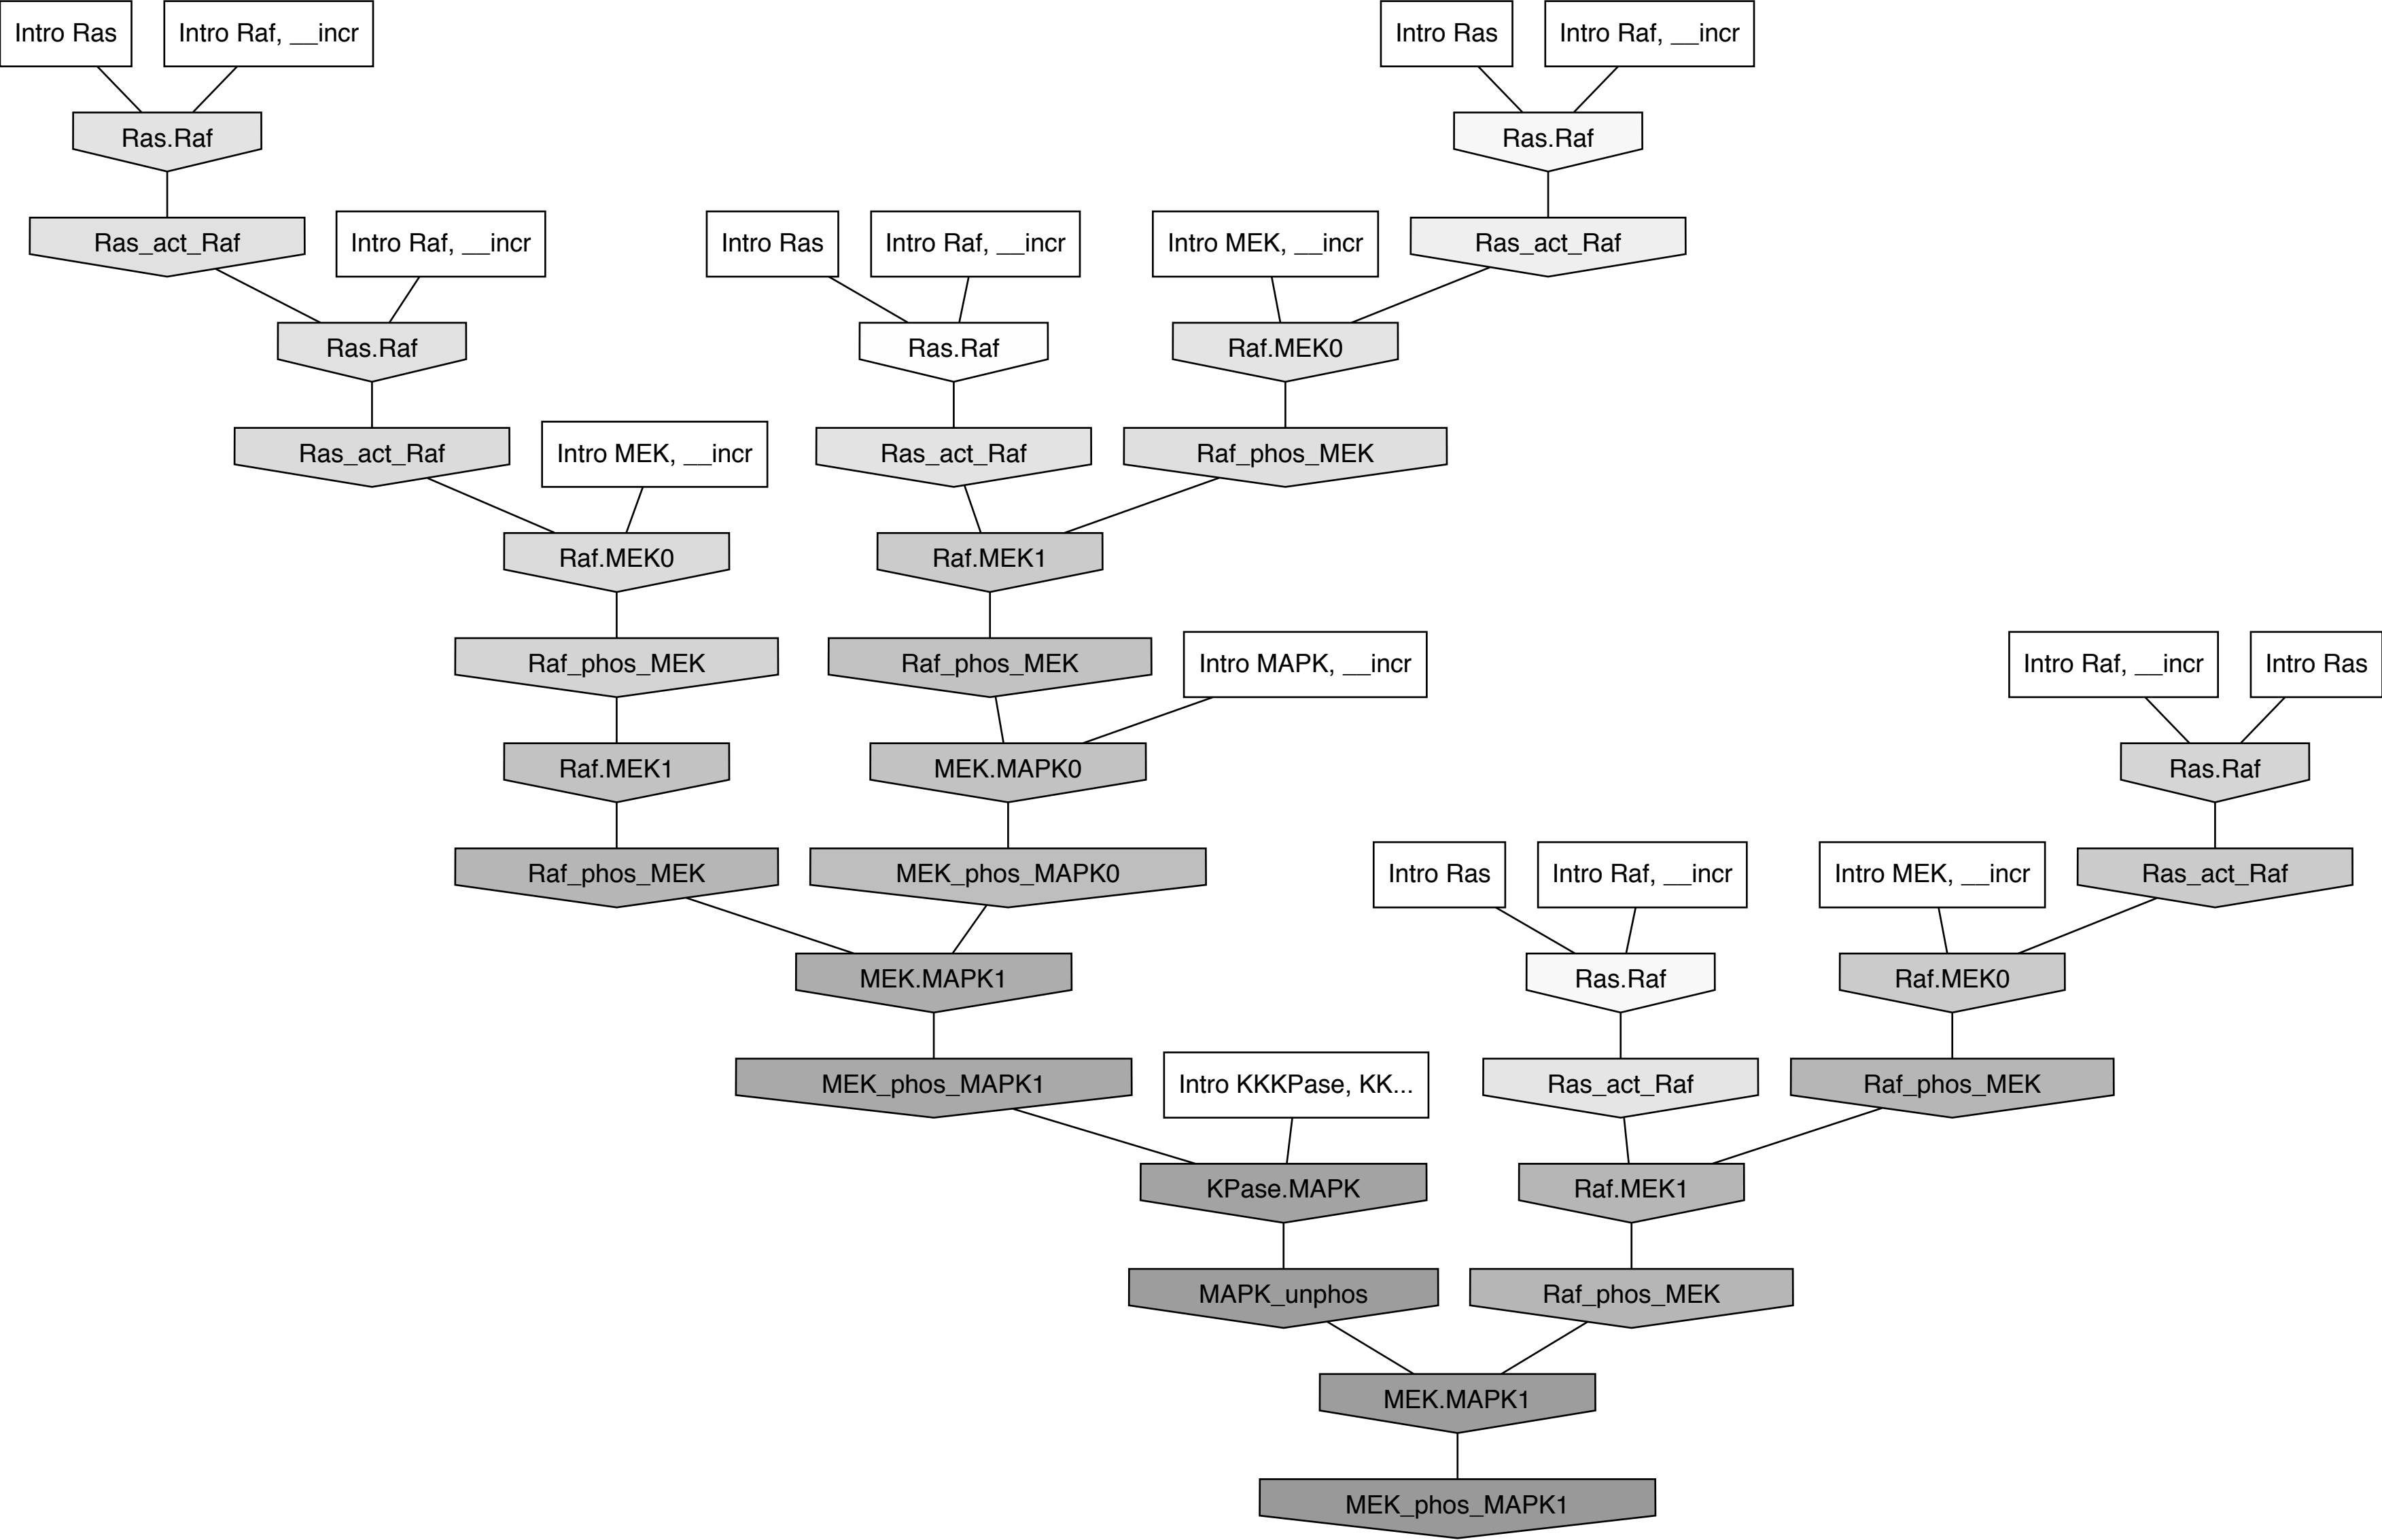 Intro Ras
Intro Raf, __incr
Intro Ras
Intro Raf, __incr
Ras.Raf
Ras.Raf
Ras_act_Raf
Intro Raf, __incr
Intro Ras
Intro Raf, __incr
Intro MEK, __incr
Ras_act_Raf
Ras.Raf
Ras.Raf
Raf.MEK0
Ras_act_Raf
Intro MEK, __incr
Ras_act_Raf
Raf_phos_MEK
Raf.MEK0
Raf.MEK1
Raf_phos_MEK
Raf_phos_MEK
Intro MAPK, __incr
Intro Raf, __incr
Intro Ras
Raf.MEK1
MEK.MAPK0
Ras.Raf
Raf_phos_MEK
MEK_phos_MAPK0
Intro Ras
Intro Raf, __incr
Intro MEK, __incr
Ras_act_Raf
MEK.MAPK1
Ras.Raf
Raf.MEK0
MEK_phos_MAPK1
Intro KKKPase, KK...
Ras_act_Raf
Raf_phos_MEK
KPase.MAPK
Raf.MEK1
MAPK_unphos
Raf_phos_MEK
MEK.MAPK1
MEK_phos_MAPK1